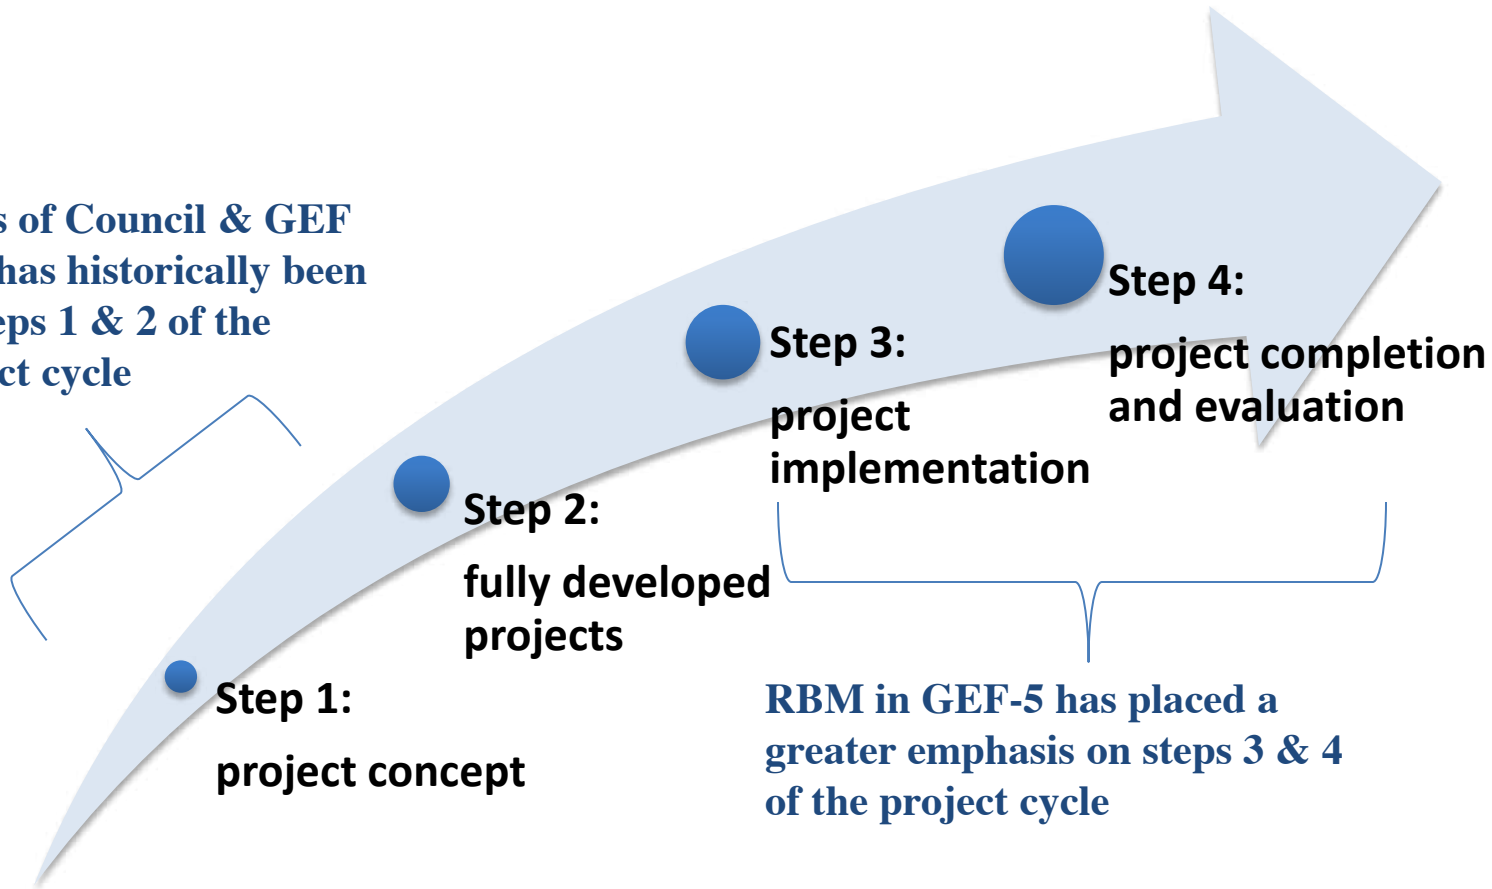 of Council & GEF
has historically been
1 & 2 of the
cycle
Step 1:
project concept
Step 2:
fully developed
projects
Step 3:
project
implementation
Step 4:
project completion
and evaluation
RBM in GEF-5 has placed a
greater emphasis on steps 3 & 4
of the project cycle